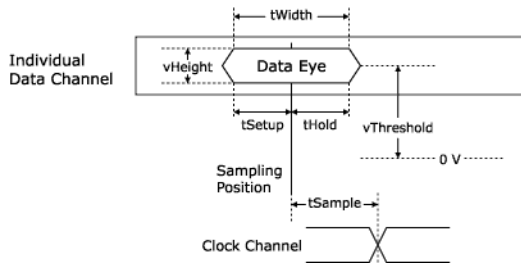 tWidth
Individual
Data Channel
vHeight
Data Eye
tSetup
tHold
vThreshold
0 V
Sampling
Position
tSample
Clock Channel